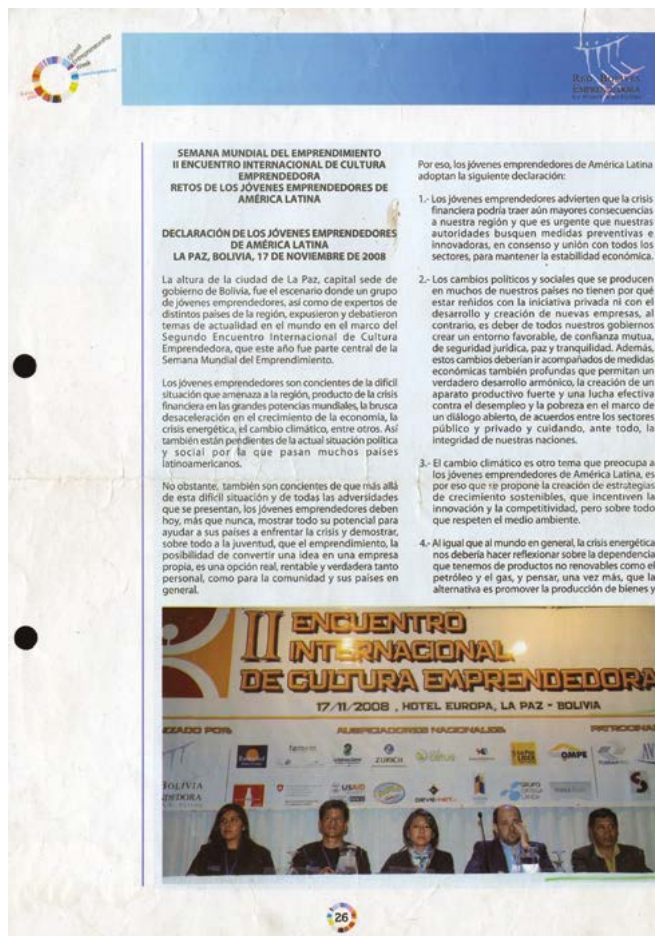 Global
Entrepreneurship
Week
RED BOLIVIA
EMPRENDEDORA
SEMANA MUNDIAL DEL EMPRENDIMIENTO
II ENCUENTRO INTERNACIONAL DE CULTURA
EMPRENDEDORA
RETOS DE LOS JÓVENES EMPRENDEDORES DE
AMÉRICA LATINA
DECLARACIÓN DE LOS JÓVENES EMPRENDEDORES
DE AMÉRICA LATINA
LA PAZ, BOLIVIA, 17 DE NOVIEMBRE DE 2008
La altura de la ciudad de La Paz, capital sede de
gobierno de Bolivia, fue el escenario donde un grupo
de jóvenes emprendedores, así como de expertos de
distintos países de la región, expusieron y debatieron
temas de actualidad en el mundo en el marco del
Segundo Encuentro Internacional de Cultura
Emprendedora, que este año fue parte central de la
Semana Mundial del Emprendimiento.
Los jóvenes emprendedores son concientes de la difícil
situación que amenaza a la región, producto de la crisis
financiera en las grandes potencias mundiales, la brusca
desaceleración en el crecimiento de la economía, la
crisis energética, el cambio climático, entre otros. Así
también están pendientes de la actual situación política
y social por la que pasan muchos países
latinoamericanos.
No obstante, también son concientes de que más allá
de esta difícil situación y de todas las adversidades
que se presentan, los jóvenes emprendedores deben
hoy, más que nunca, mostrar todo su potencial para
ayudar a sus países a enfrentar la crisis y demostrar,
sobre todo a la juventud, que el emprendimiento, la
posibilidad de convertir una idea en una empresa
propia, es una opción real, rentable y verdadera tanto
personal, como para la comunidad y sus países en
general.
Por eso, los jóvenes emprendedores de América Latina
adoptan la siguiente declaración:
1.- Los jóvenes emprendedores advierten que la crisis
financiera podría traer aún mayores consecuencias
a nuestra región y que es urgente que nuestras
autoridades busquen medidas preventivas e
innovadoras, en consenso y unión con todos los
sectores, para mantener la estabilidad económica.
2.- Los cambios políticos y sociales que se producen
en muchos de nuestros países no tienen por qué
estar reñidos con la iniciativa privada ni con el
desarrollo y creación de nuevas empresas, al
contrario, es deber de todos nuestros gobiernos
crear un entorno favorable, de confianza mutua,
de seguridad jurídica, paz y tranquilidad. Además,
estos cambios deberían ir acompañados de medidas
económicas también profundas que permitan un
verdadero desarrollo armónico, la creación de un
aparato productivo fuerte y una lucha efectiva
contra el desempleo y la pobreza en el marco de
un diálogo abierto, de acuerdos entre los sectores
público y privado y cuidando, ante todo, la
integridad de nuestras naciones.
3.- El cambio climático es otro tema que preocupa a
los jóvenes emprendedores de América Latina, es
por eso que se propone la creación de estrategias
de crecimiento sostenibles, que incentiven la
innovación y la competitividad, pero sobre todo
que respeten el medio ambiente.
4.- Al igual que al mundo en general, la crisis energética
nos debería hacer reflexionar sobre la dependencia
que tenemos de productos no renovables como el
petróleo y el gas, y pensar, una vez más, que la
alternativa es promover la producción de bienes y
II ENCUENTRO
INTERNACIONAL
DE CULTURA EMPRENDEDORA
17/11/2008 , HOTEL EUROPA, LA PAZ - BOLIVIA
IZADO POR:
AUSPICIADORES NACIONALES:
PATROCINA
ZURICH
cetus
LIDER
OMPE
AV
BOLIVIA
ENDEDORA
USAID
DEVENET
GRUPO
26